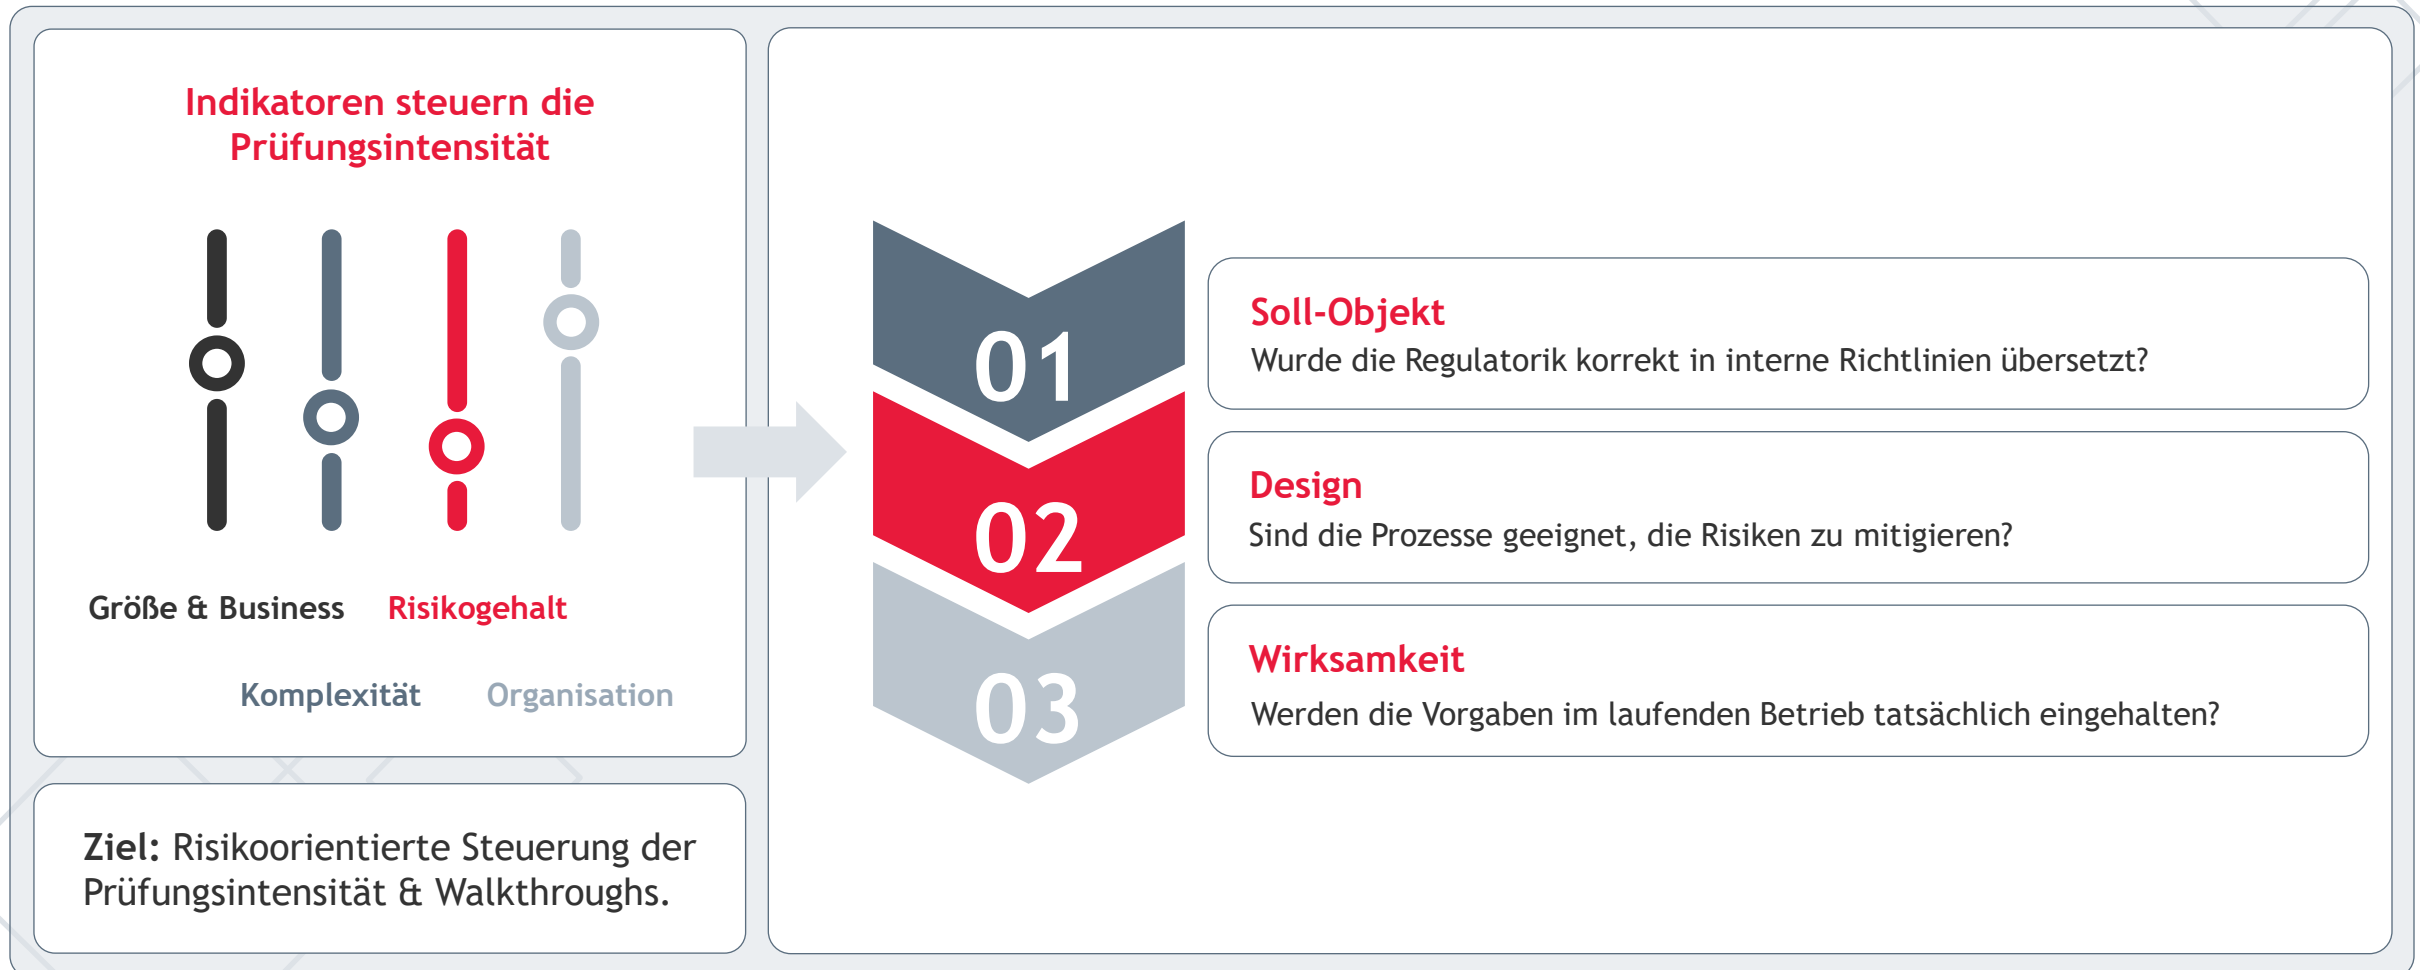 Indikatoren steuern die
Prüfungsintensität
Größe & Business
Risikogehalt
Komplexität
Organisation
Ziel: Risikoorientierte Steuerung der
Prüfungsintensität & Walkthroughs.
01
Soll-Objekt
Wurde die Regulatorik korrekt in interne Richtlinien übersetzt?
02
Design
Sind die Prozesse geeignet, die Risiken zu mitigieren?
03
Wirksamkeit
Werden die Vorgaben im laufenden Betrieb tatsächlich eingehalten?